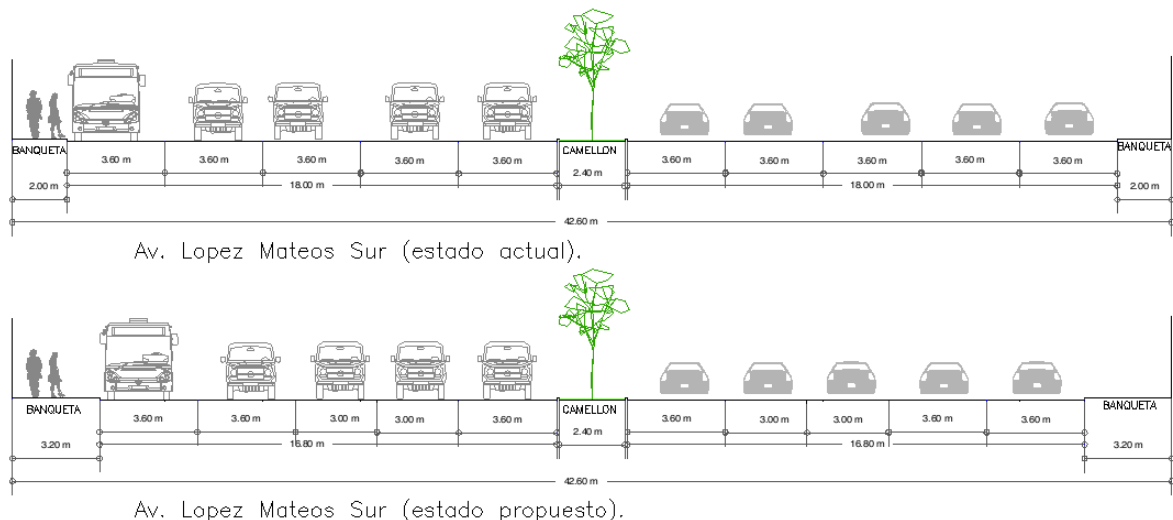 BANQUETA 3.60 m 3.60 m 3.60 m 3.60 m 3.60 m CAMELLON 3.60 m 3.60 m 3.60 m 3.60 m 3.60 m BANQUETA
2.00 m 18.00 m 2.40 m 18.00 m 2.00 m
42.60 m
Av. Lopez Mateos Sur (estado actual).
BANQUETA 3.60 m 3.60 m 3.00 m 3.00 m 3.60 m CAMELLON 3.60 m 3.00 m 3.00 m 3.60 m 3.60 m BANQUETA
3.20 m 16.80 m 2.40 m 16.80 m 3.20 m
42.60 m
Av. Lopez Mateos Sur (estado propuesto).